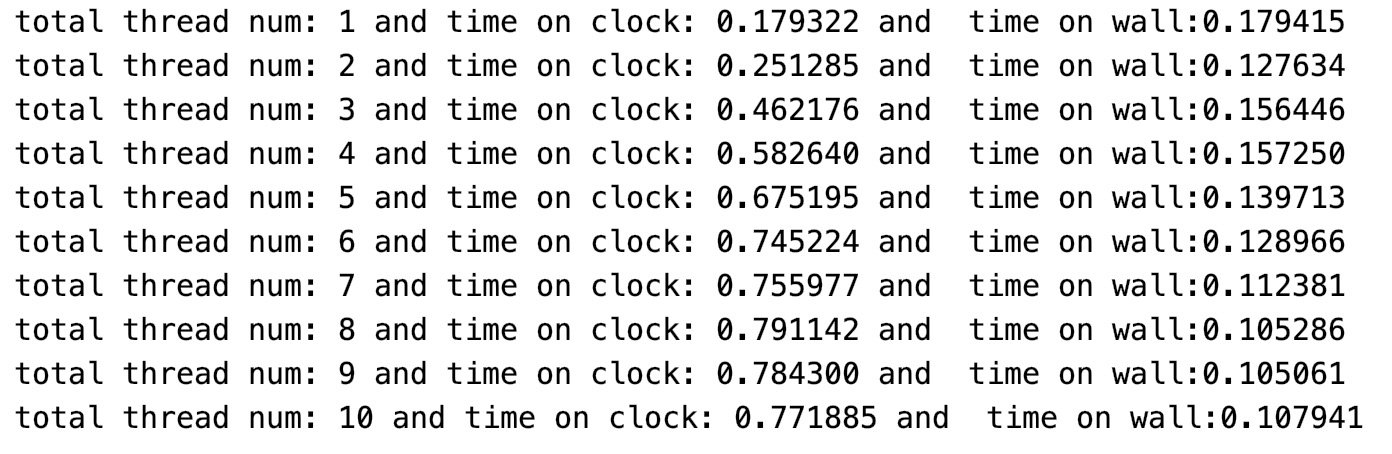 total thread num: 1 and time on clock: 0.179322 and  time on wall:0.179415
total thread num: 2 and time on clock: 0.251285 and  time on wall:0.127634
total thread num: 3 and time on clock: 0.462176 and  time on wall:0.156446
total thread num: 4 and time on clock: 0.582640 and  time on wall:0.157250
total thread num: 5 and time on clock: 0.675195 and  time on wall:0.139713
total thread num: 6 and time on clock: 0.745224 and  time on wall:0.128966
total thread num: 7 and time on clock: 0.755977 and  time on wall:0.112381
total thread num: 8 and time on clock: 0.791142 and  time on wall:0.105286
total thread num: 9 and time on clock: 0.784300 and  time on wall:0.105061
total thread num: 10 and time on clock: 0.771885 and  time on wall:0.107941